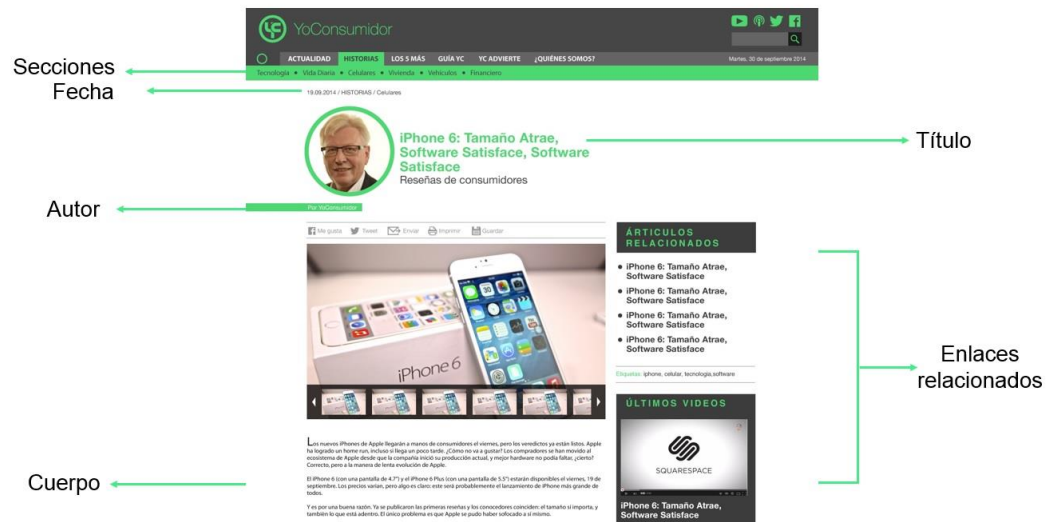 YoConsumidor
ACTUALIDAD HISTORIAS LOS 5 MÁS GUÍA YC YC ADVIERTE ¿QUIÉNES SOMOS?
Martes, 30 de septiembre 2014
Secciones
Tecnología • Vida Diaria • Celulares • Vivienda • Vehículos • Financiero
Fecha
19.09.2014 / HISTORIAS / Celulares
iPhone 6: Tamaño Atrae,
Software Satisface, Software
Satisface
Título
Reseñas de consumidores
Autor
Por YoConsumidor
Me gusta Tweet Enviar Imprimir Guardar
iPhone 6
ÁRTICULOS
RELACIONADOS
iPhone 6: Tamaño Atrae,
Software Satisface
iPhone 6: Tamaño Atrae,
Software Satisface
iPhone 6: Tamaño Atrae,
Software Satisface
iPhone 6: Tamaño Atrae,
Software Satisface
Enlaces
relacionados
Etiquetas: iphone, celular, tecnología,software
ÚLTIMOS VIDEOS
SQUARESPACE
iPhone 6: Tamaño Atrae,
Software Satisface
Cuerpo
Los nuevos iPhones de Apple llegarán a manos de consumidores el viernes, pero los veredictos ya están listos. Apple
ha logrado un home run, incluso si llega un poco tarde. ¿Cómo no va a gustar? Los compradores se han movido al
ecosistema de Apple desde que la compañía inició su producción actual, y mejor hardware no podía faltar, ¿cierto?
Correcto, pero a la manera de lenta evolución de Apple.
El iPhone 6 (con una pantalla de 4.7") y el iPhone 6 Plus (con una pantalla de 5.5") estarán disponibles el viernes, 19 de
septiembre. Los precios varían, pero algo es claro: este será probablemente el lanzamiento de iPhone más grande de
todos.
Y es por una buena razón. Ya se publicaron las primeras reseñas y los conocedores coinciden: el tamaño sí importa, y
también lo que está adentro. El único problema es que Apple se pudo haber sofocado a si mismo.